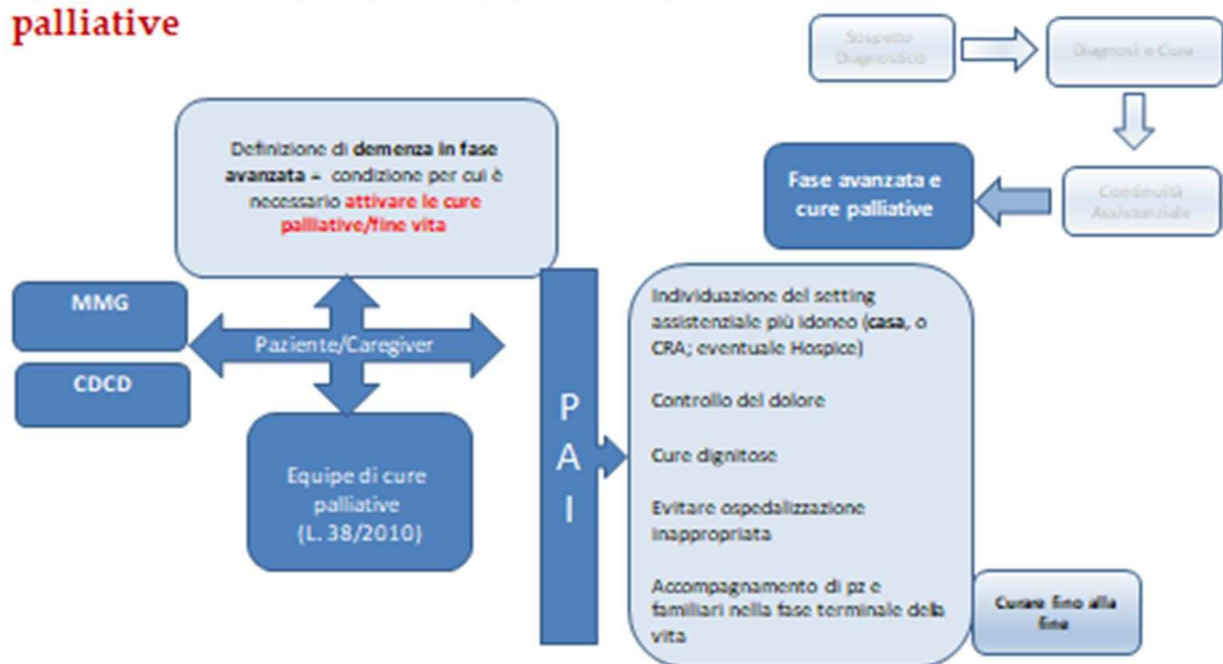 palliative
Sospetto
Diagnostico
Diagnosi e Cura
Continuità
Assistenziale
Fase avanzata e
cure palliative
Definizione di demenza in fase
avanzata = condizione per cui è
necessario attivare le cure
palliative/fine vita
MMG
CDCD
Paziente/Caregiver
Equipe di cure
palliative
(L. 38/2010)
P
A
I
Individuazione del setting
assistenziale più idoneo (casa, o
CRA; eventuale Hospice)
Controllo del dolore
Cure dignitose
Evitare ospedalizzazione
inappropriata
Accompagnamento di pz e
familiari nella fase terminale della
vita
Curare fino alla
fine